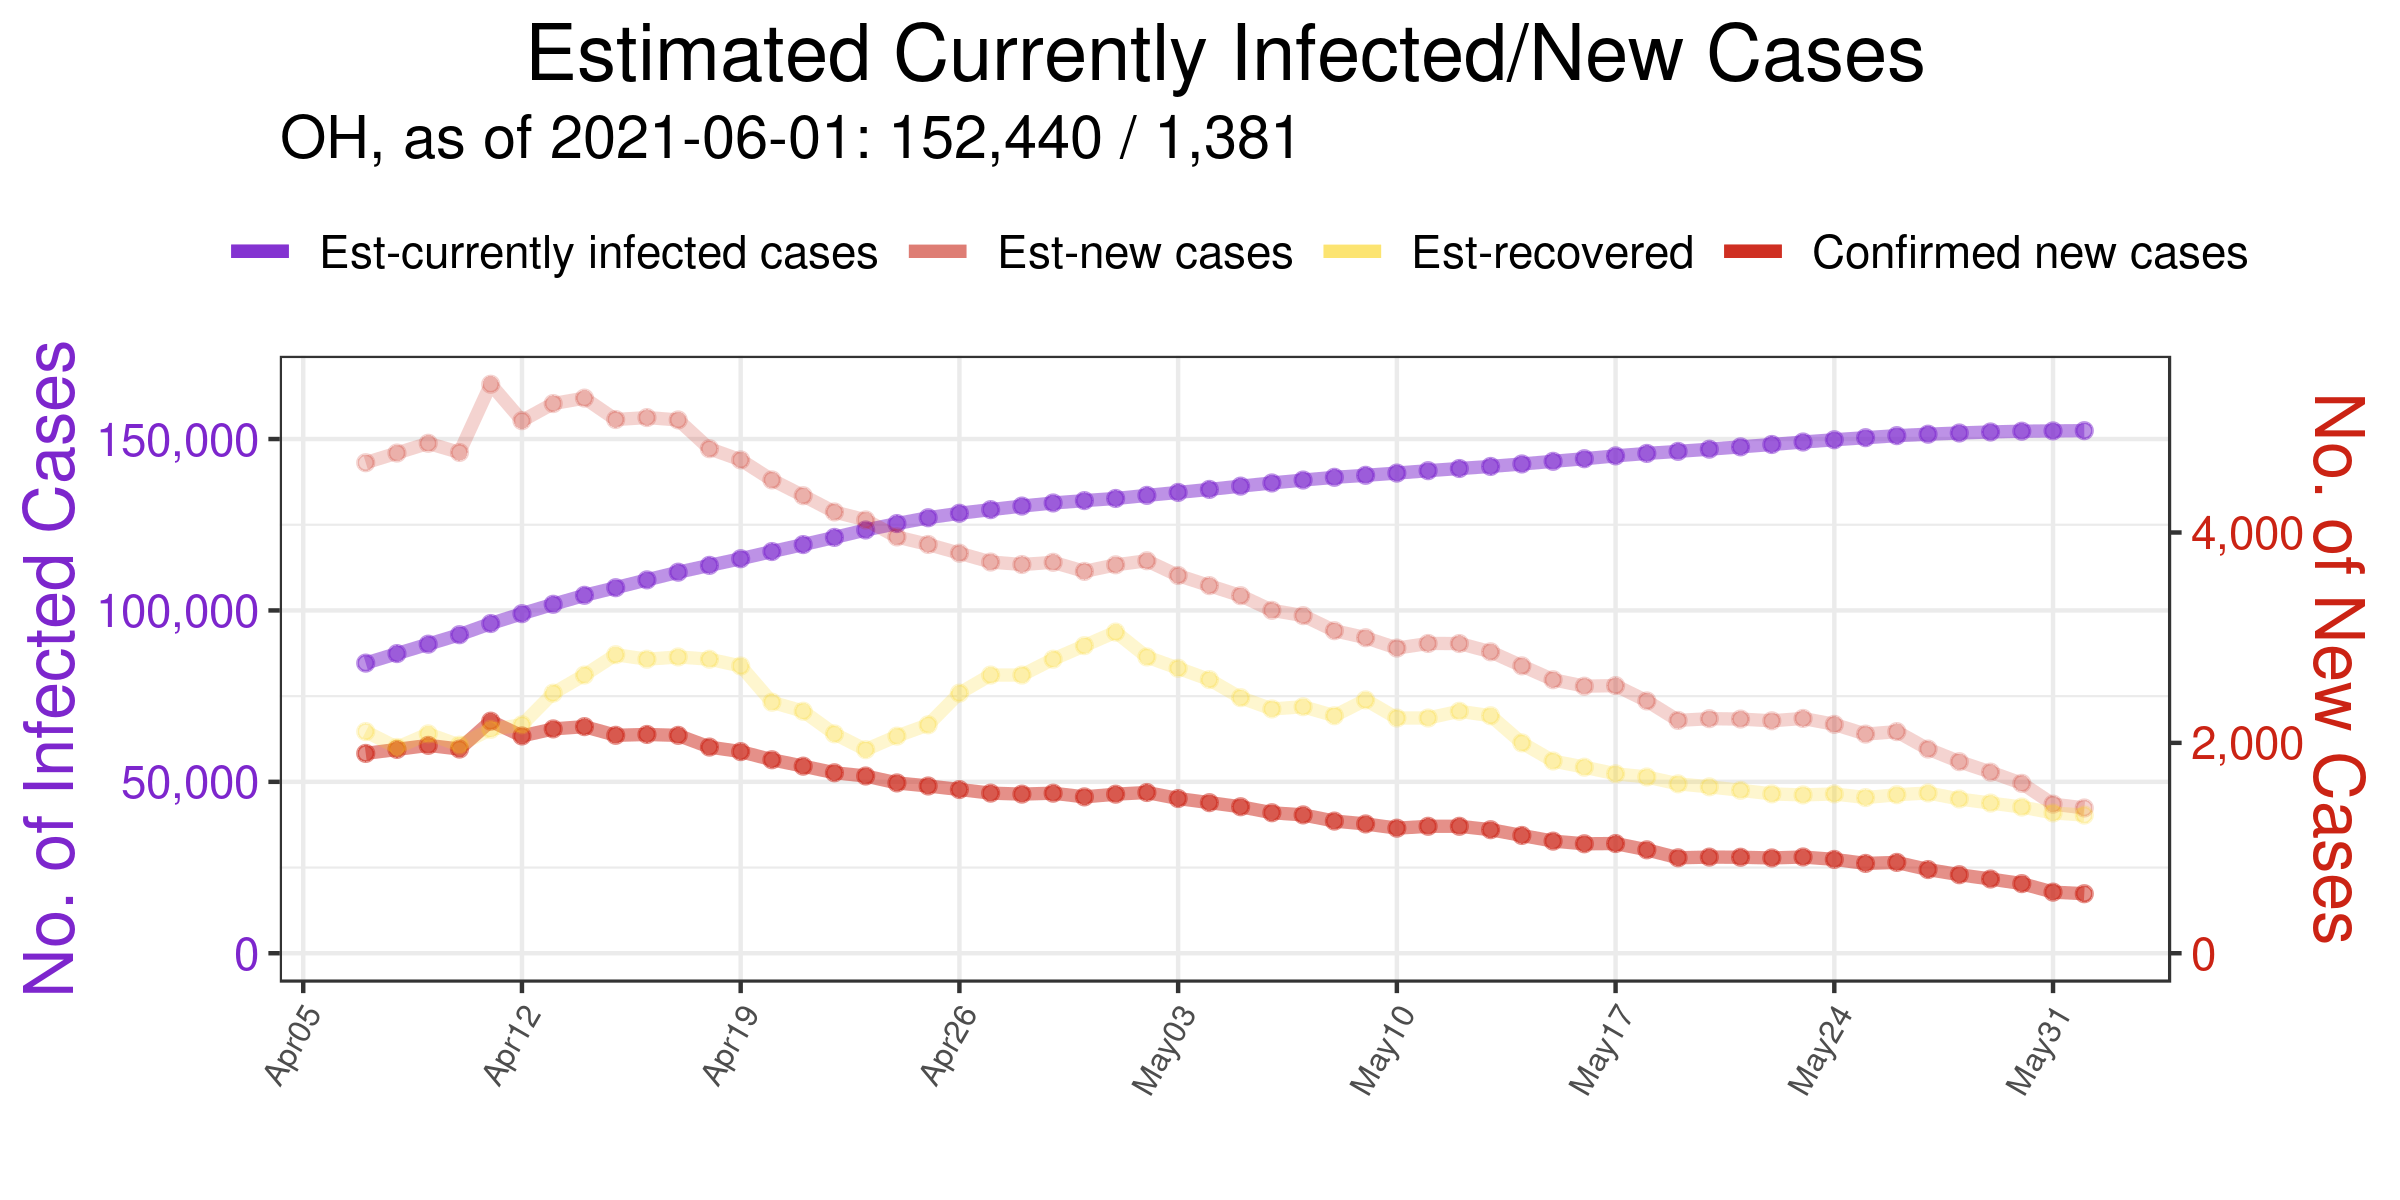 Estimated Currently Infected/New Cases
OH, as of 2021-06-01: 152,440 / 1,381
Est-currently infected cases Est-new cases Est-recovered Confirmed new cases
No. of Infected Cases
150,000
100,000
50,000
0
4,000
2,000
0
No. of New Cases
Apr05 Apr12 Apr19 Apr26 May03 May10 May17 May24 May31